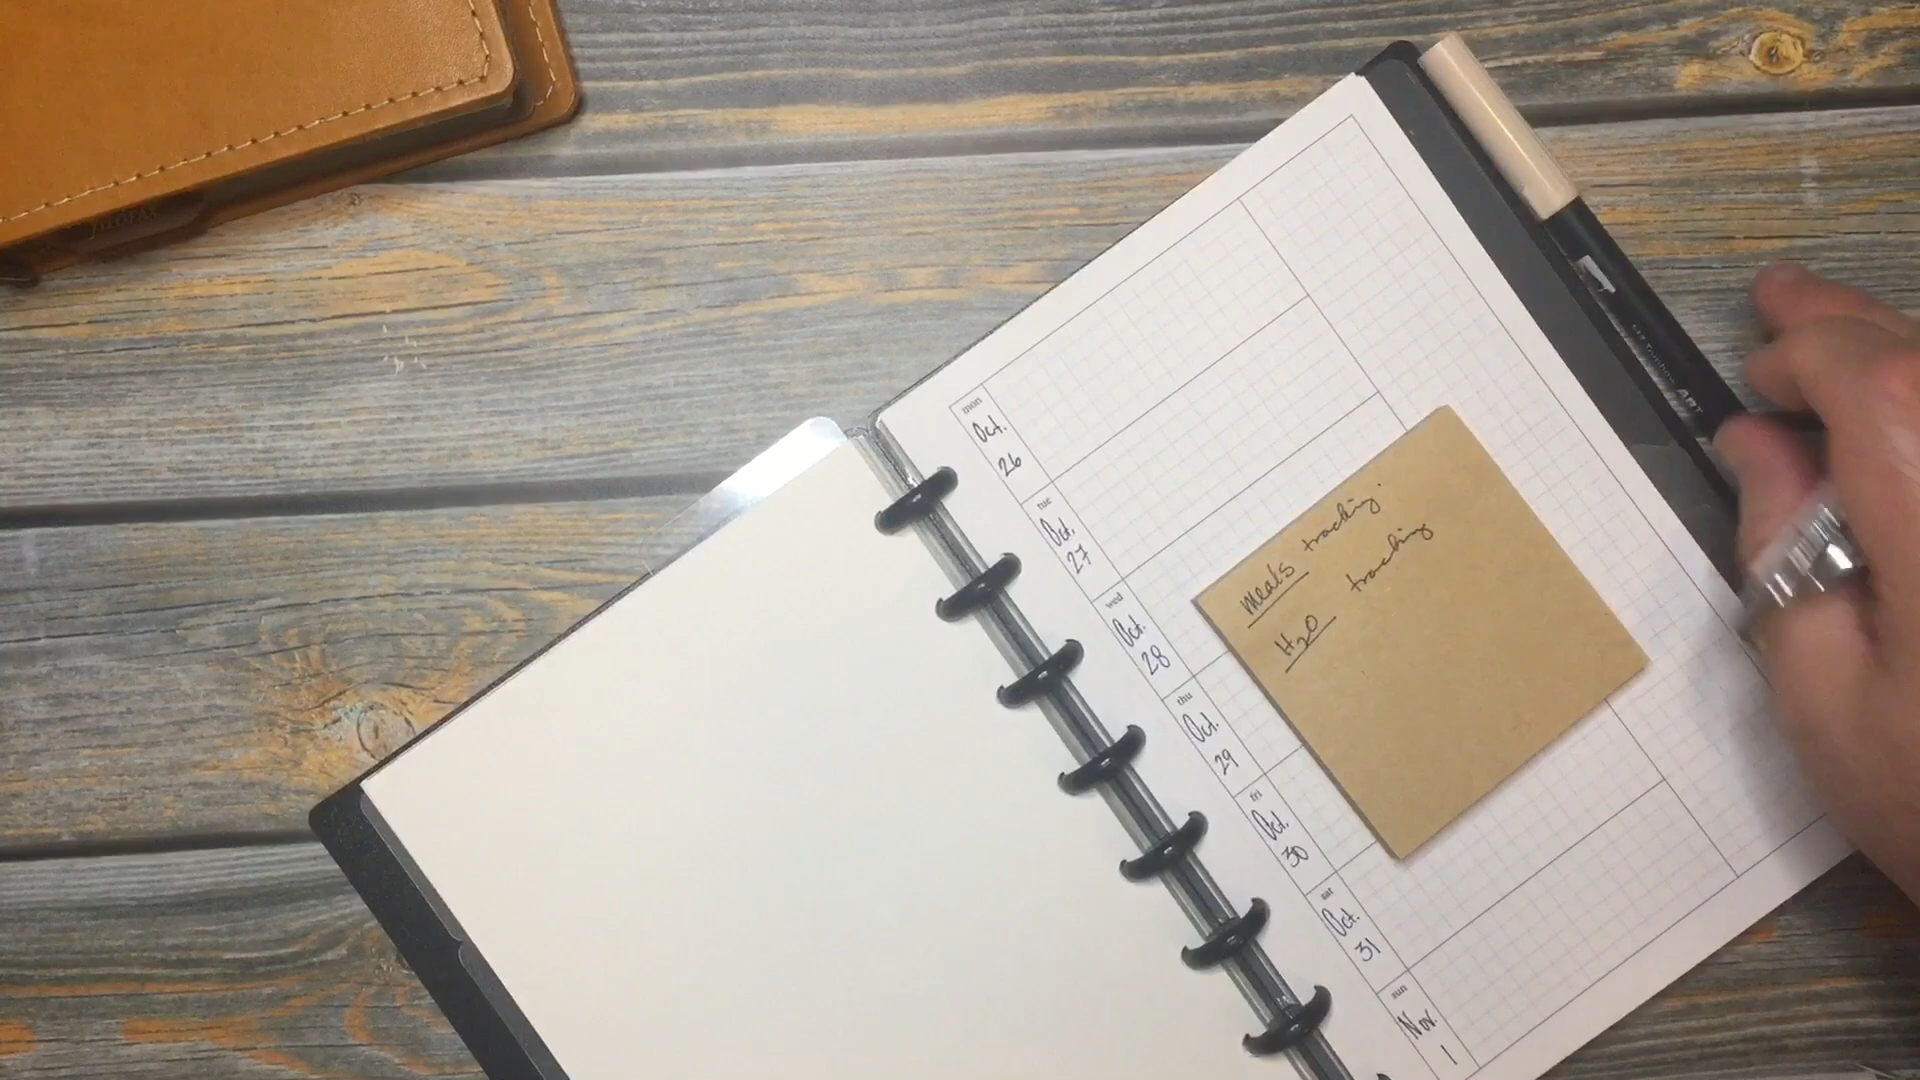 mon
Oct.
26
tue
Oct.
27
wed
Oct.
28
thu
Oct.
29
fri
Oct.
30
sat
Oct.
31
sun
Nov.
1
meals tracking.
H2O tracking